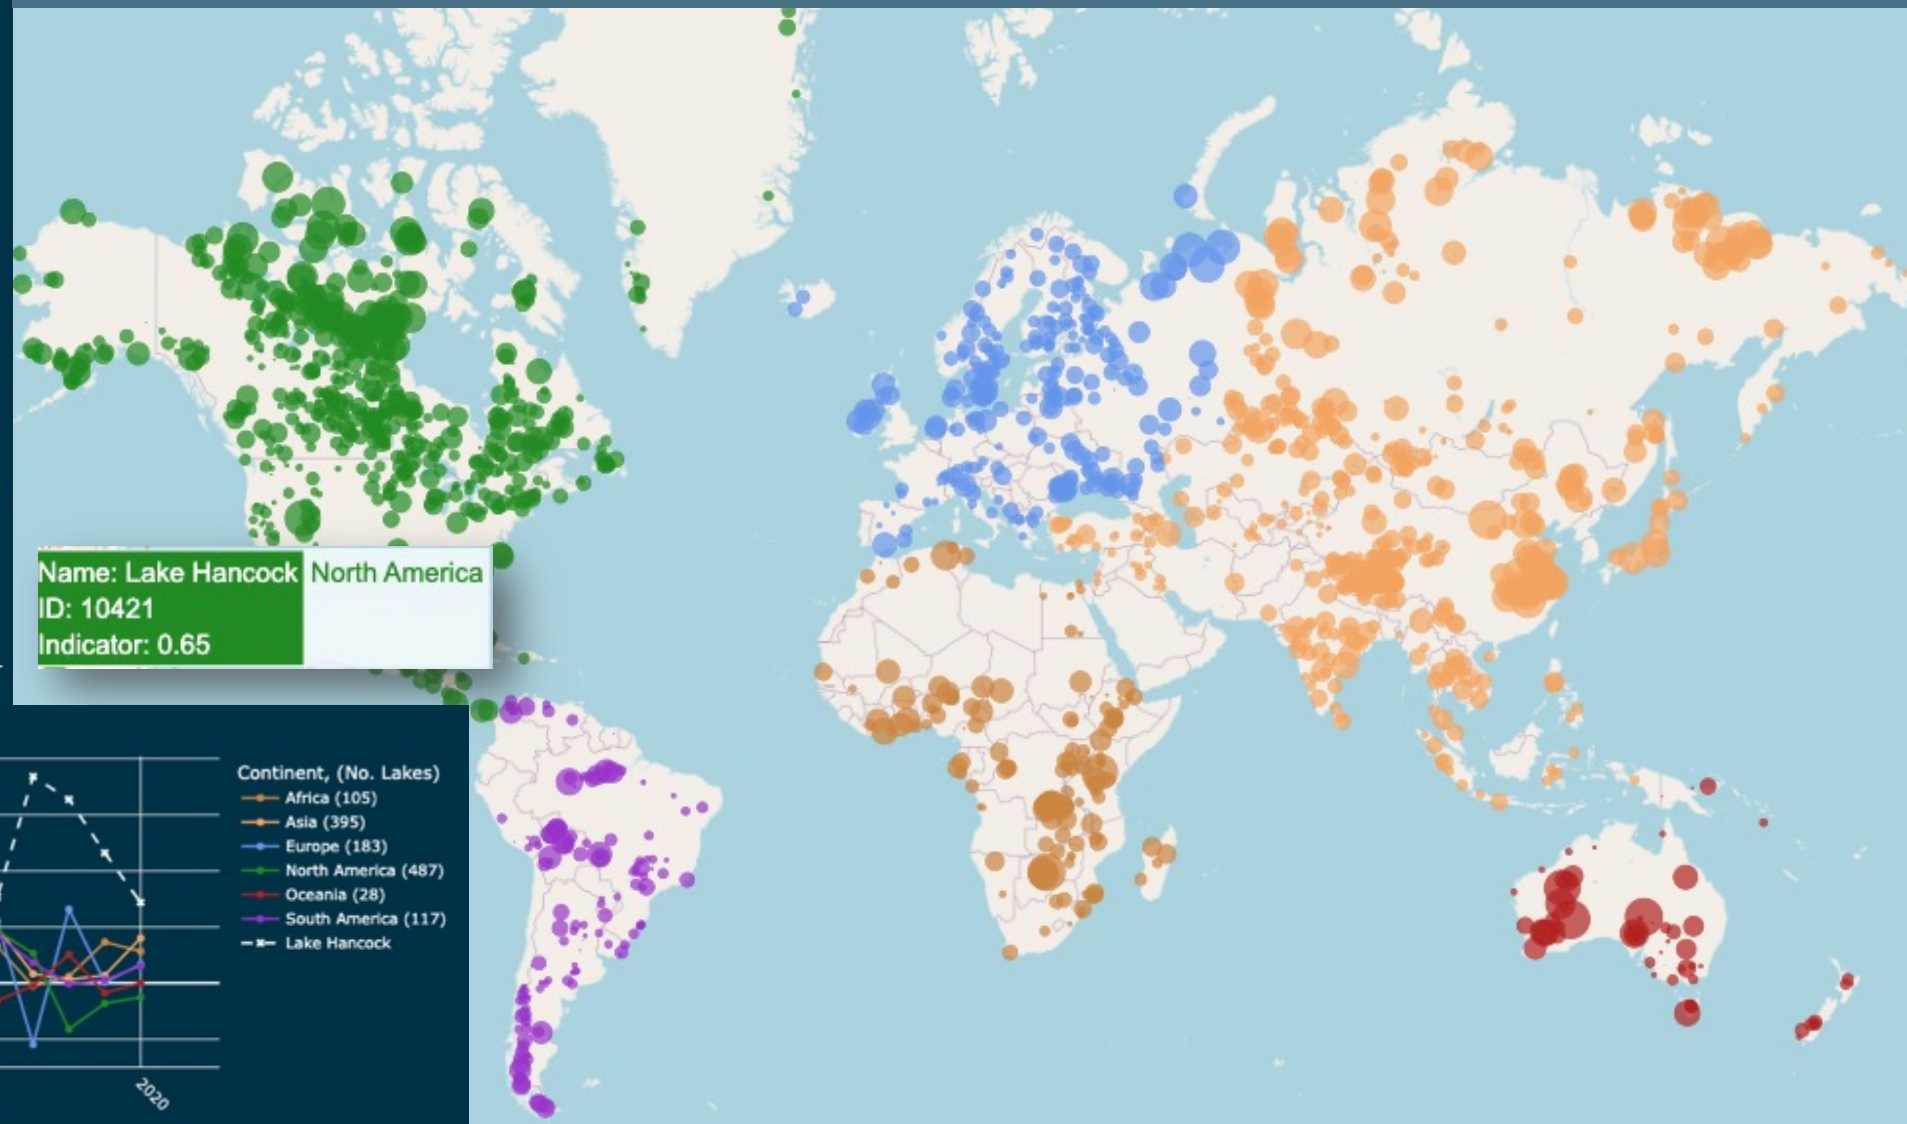 Name: Lake Hancock
North America
ID: 10421
Indicator: 0.65
Continent, (No. Lakes)
Africa (105)
Asia (395)
Europe (183)
North America (487)
Oceania (28)
South America (117)
Lake Hancock
2020